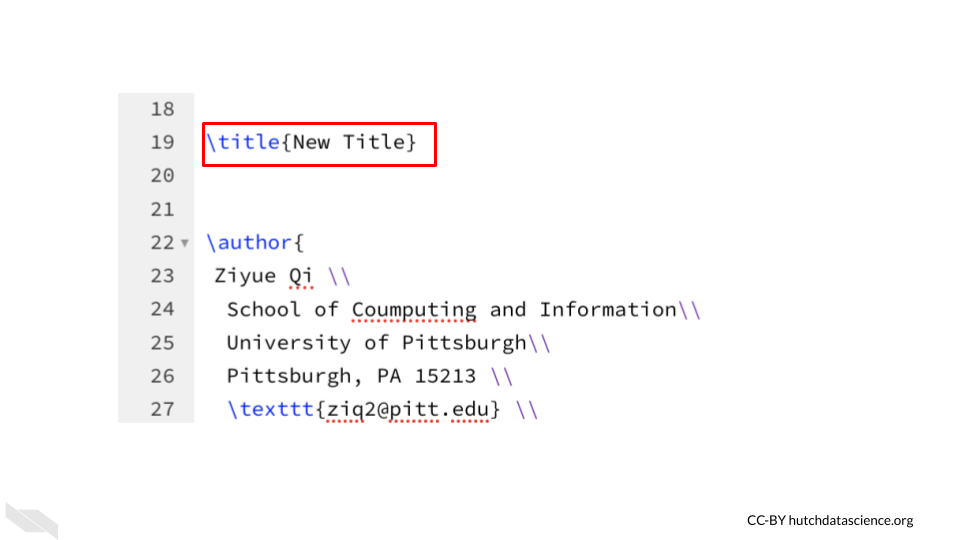 18
19 \title{New Title}
20
21
22 \author{
23 Ziyue Qi \\
24 School of Coumputing and Information\\
25 University of Pittsburgh\\
26 Pittsburgh, PA 15213 \\
27 \texttt{ziq2@pitt.edu} \\
CC-BY hutchdatascience.org